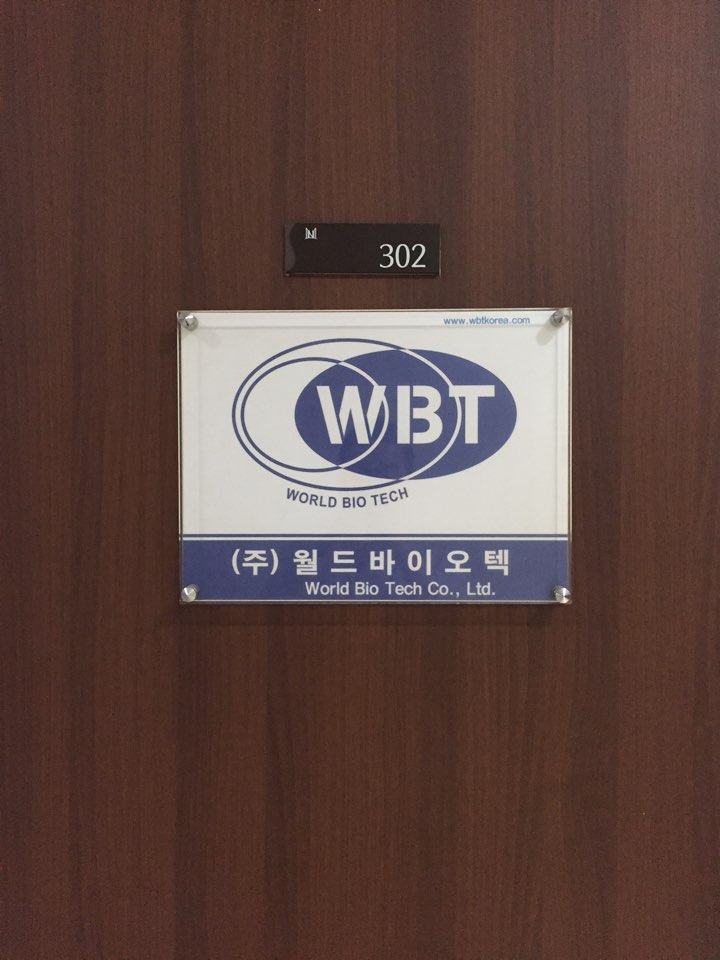 302
www.wbtkorea.com
WBT
WORLD BIO TECH
(주) 월드바이오텍
World Bio Tech Co., Ltd.